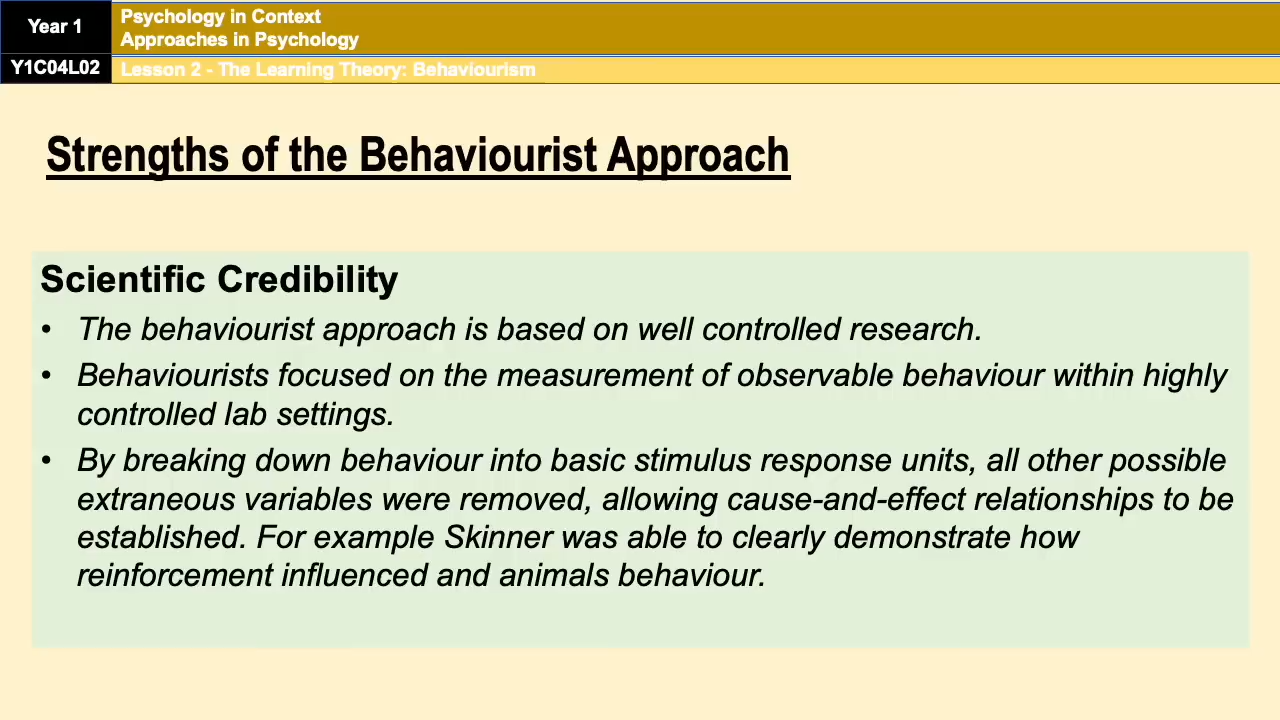 Year 1
Psychology in Context
Approaches in Psychology
Y1C04L02
Lesson 2 - The Learning Theory: Behaviourism
Strengths of the Behaviourist Approach
Scientific Credibility
• The behaviourist approach is based on well controlled research.
• Behaviourists focused on the measurement of observable behaviour within highly
controlled lab settings.
• By breaking down behaviour into basic stimulus response units, all other possible
extraneous variables were removed, allowing cause-and-effect relationships to be
established. For example Skinner was able to clearly demonstrate how
reinforcement influenced and animals behaviour.